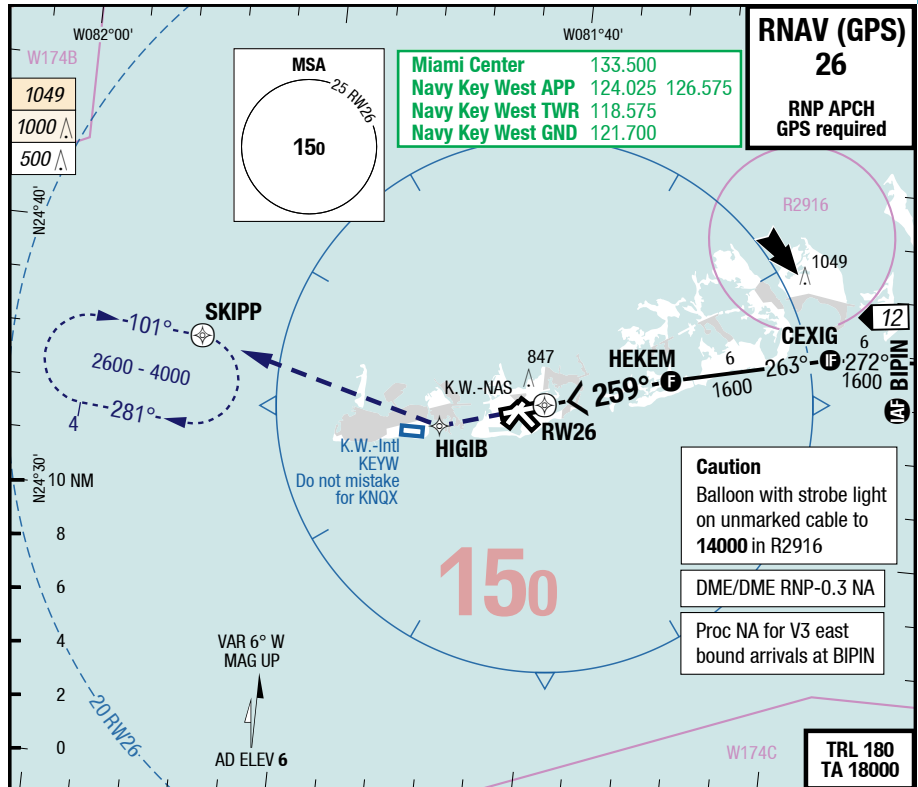 W082°00'
W081°40'
RNAV (GPS)
26
RNP APCH
GPS required
W174B
1049
1000
500
MSA
25 RW26
150
Miami Center 133.500
Navy Key West APP 124.025 126.575
Navy Key West TWR 118.575
Navy Key West GND 121.700
N24°40'
R2916
1049
12
SKIPP
101°
2600 - 4000
281°
4
CEXIG
IF
6
272°
1600
BIPIN
IAF
HEKEM
F
6
263°
1600
847
K.W.-NAS
259°
RW26
HIGIB
K.W.-Intl
KEYW
Do not mistake
for KNQX
N24°30'
10 NM
8
6
4
2
0
150
Caution
Balloon with strobe light
on unmarked cable to
14000 in R2916
DME/DME RNP-0.3 NA
Proc NA for V3 east
bound arrivals at BIPIN
VAR 6° W
MAG UP
AD ELEV 6
20 RW26
W174C
TRL 180
TA 18000